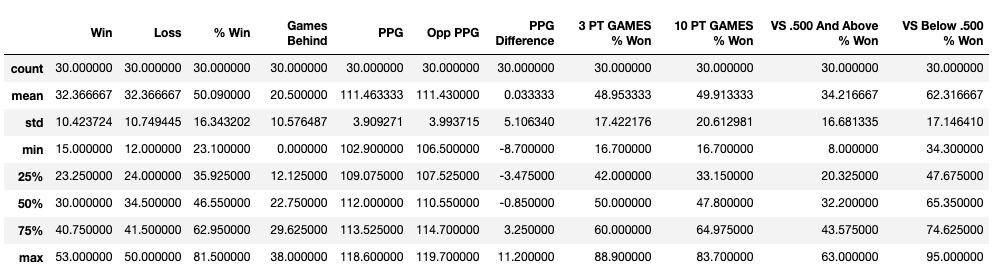 Win Loss % Win Games Behind PPG Opp PPG PPG Difference 3 PT GAMES % Won 10 PT GAMES % Won VS .500 And Above % Won VS Below .500 % Won
count 30.000000 30.000000 30.000000 30.000000 30.000000 30.000000 30.000000 30.000000 30.000000 30.000000 30.000000
mean 32.366667 32.366667 50.090000 20.500000 111.463333 111.430000 0.033333 48.953333 49.913333 34.216667 62.316667
std 10.423724 10.749445 16.343202 10.576487 3.909271 3.993715 5.106340 17.422176 20.612981 16.681335 17.146410
min 15.000000 12.000000 23.100000 0.000000 102.900000 106.500000 -8.700000 16.700000 16.700000 8.000000 34.300000
25% 23.250000 24.000000 35.925000 12.125000 109.075000 107.525000 -3.475000 42.000000 33.150000 20.325000 47.675000
50% 30.000000 34.500000 46.550000 22.750000 112.000000 110.550000 -0.850000 50.000000 47.800000 32.200000 65.350000
75% 40.750000 41.500000 62.950000 29.625000 113.525000 114.700000 3.250000 60.000000 64.975000 43.575000 74.625000
max 53.000000 50.000000 81.500000 38.000000 118.600000 119.700000 11.200000 88.900000 83.700000 63.000000 95.000000